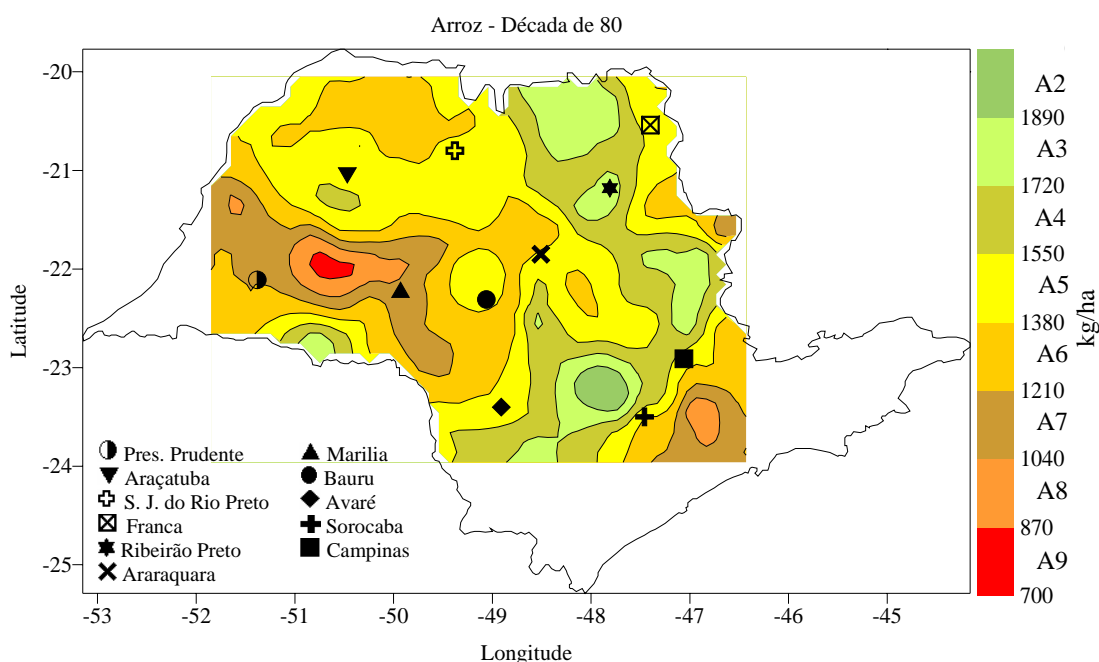 Arroz - Década de 80
-20
-21
-22
-23
-24
-25
Latitude
-53 -52 -51 -50 -49 -48 -47 -46 -45
Longitude
Pres. Prudente
Araçatuba
S. J. do Rio Preto
Franca
Ribeirão Preto
Araraquara
Marilia
Bauru
Avaré
Sorocaba
Campinas
A2
1890
A3
1720
A4
1550
A5
1380
A6
1210
A7
1040
A8
870
A9
700
kg/ha